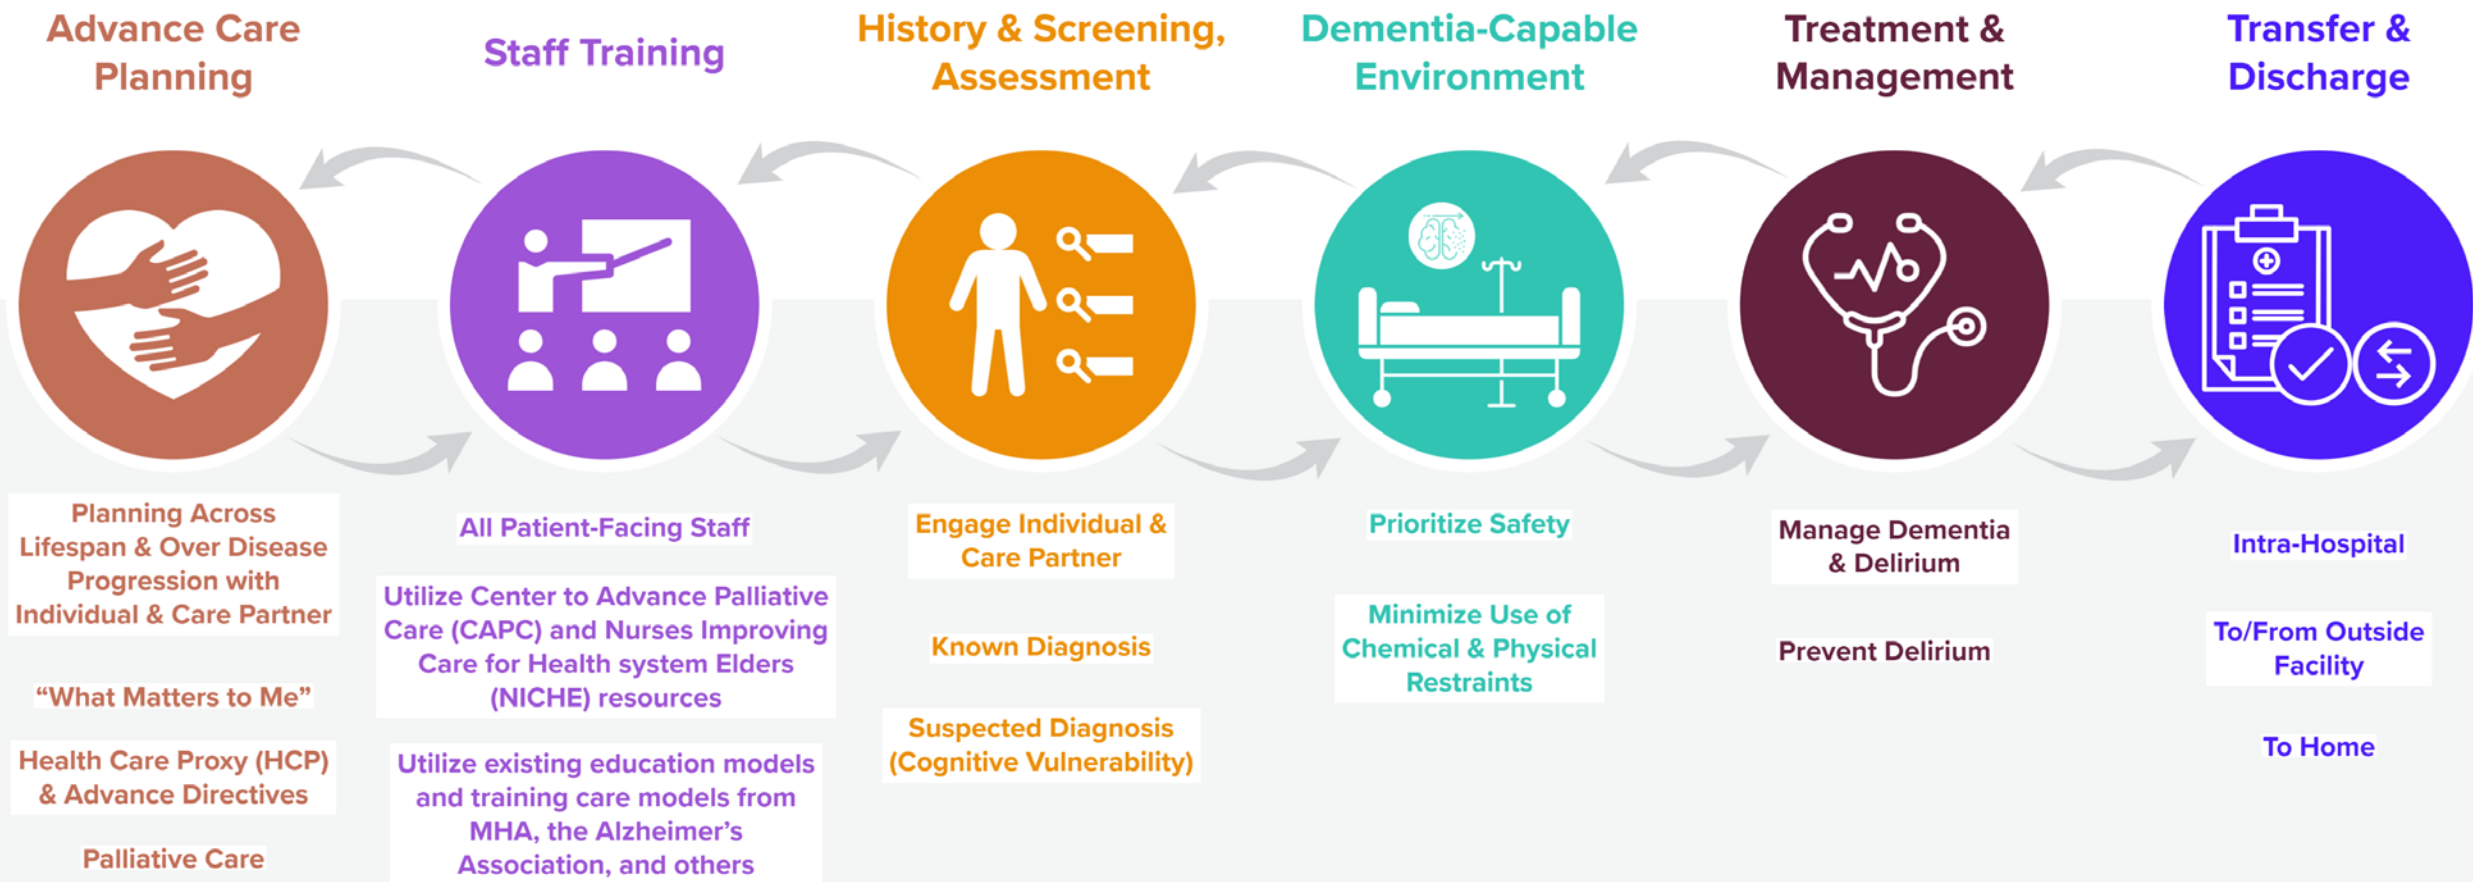 Advance Care
Planning
Staff Training
History & Screening,
Assessment
Dementia-Capable
Environment
Treatment &
Management
Transfer &
Discharge
Planning Across
Lifespan & Over Disease
Progression with
Individual & Care Partner
“What Matters to Me”
Health Care Proxy (HCP)
& Advance Directives
Palliative Care
All Patient-Facing Staff
Utilize Center to Advance Palliative
Care (CAPC) and Nurses Improving
Care for Health system Elders
(NICHE) resources
Utilize existing education models
and training care models from
MHA, the Alzheimer’s
Association, and others
Engage Individual &
Care Partner
Known Diagnosis
Suspected Diagnosis
(Cognitive Vulnerability)
Prioritize Safety
Minimize Use of
Chemical & Physical
Restraints
Manage Dementia
& Delirium
Prevent Delirium
Intra-Hospital
To/From Outside
Facility
To Home